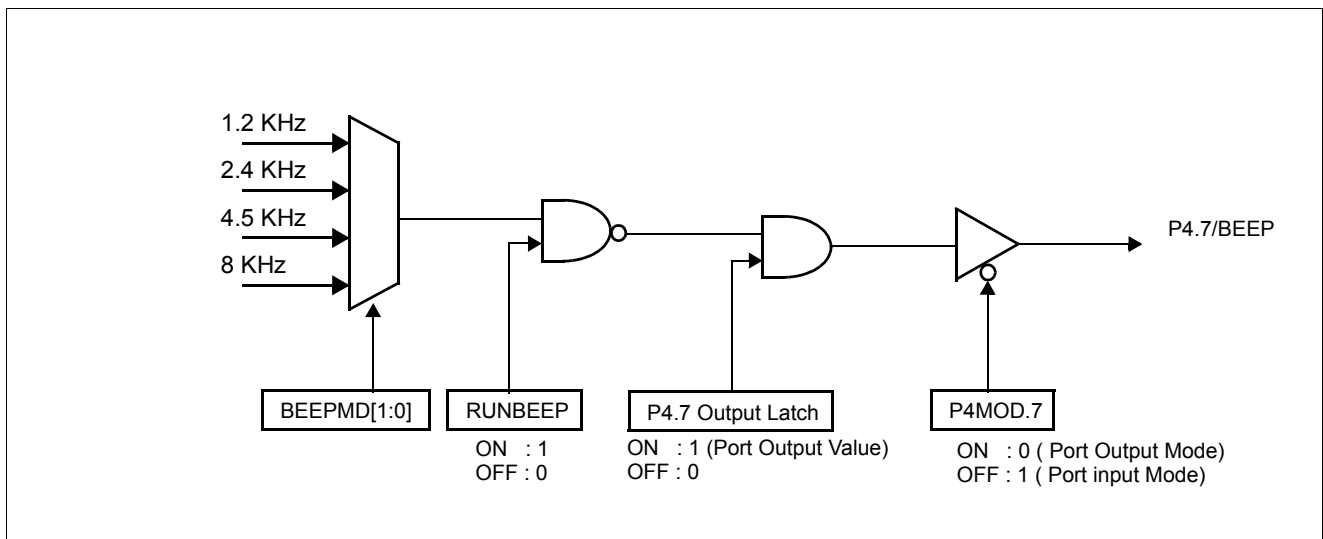 1.2 KHz
2.4 KHz
4.5 KHz
8 KHz
P4.7/BEEP
BEEPMD[1:0]
RUNBEEP
ON : 1
OFF : 0
P4.7 Output Latch
ON : 1 (Port Output Value)
OFF : 0
P4MOD.7
ON : 0 ( Port Output Mode)
OFF : 1 ( Port input Mode)